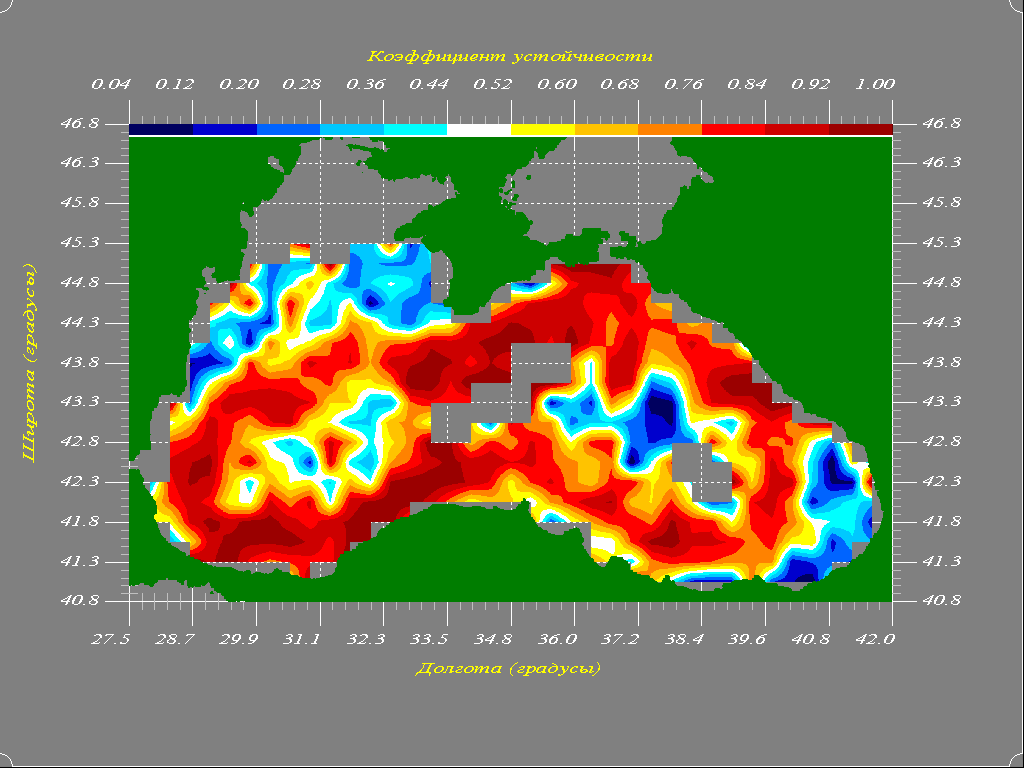 Коэффициент устойчивости
0.04 0.12 0.20 0.28 0.36 0.44 0.52 0.60 0.68 0.76 0.84 0.92 1.00
46.8 46.8
46.3 46.3
45.8 45.8
45.3 45.3
44.8 44.8
44.3 44.3
43.8 43.8
43.3 43.3
42.8 42.8
42.3 42.3
41.8 41.8
41.3 41.3
40.8 40.8
Широта (градусы)
27.5 28.7 29.9 31.1 32.3 33.5 34.8 36.0 37.2 38.4 39.6 40.8 42.0
Долгота (градусы)